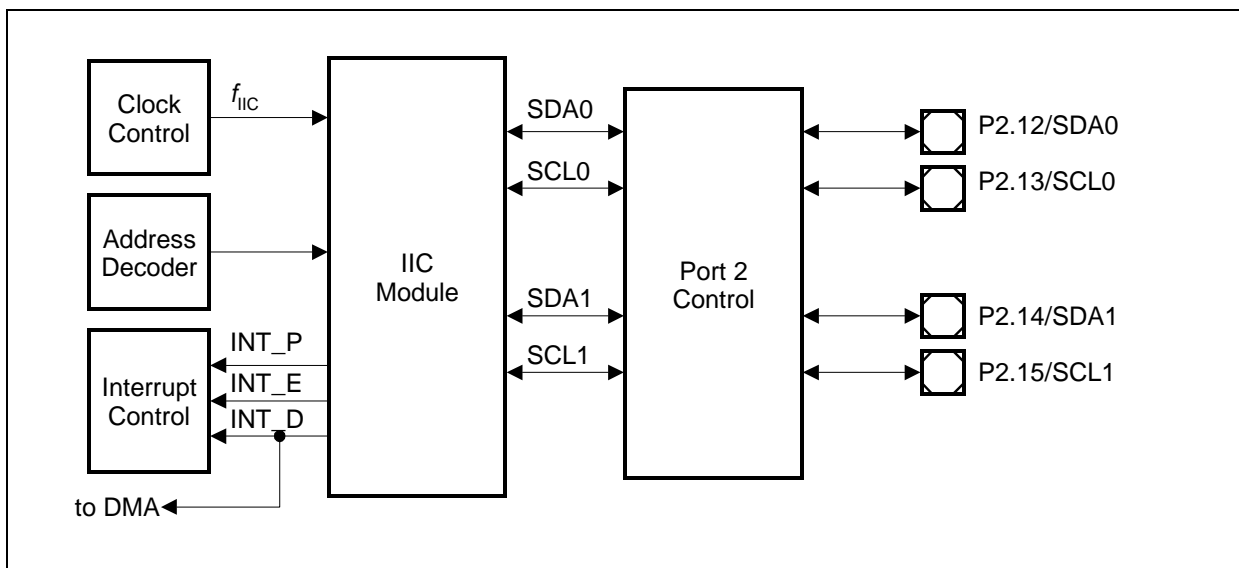 Clock
Control
f IIC
Address
Decoder
Interrupt
Control
INT_P
INT_E
INT_D
to DMA
IIC
Module
SDA0
SCL0
SDA1
SCL1
Port 2
Control
P2.12/SDA0
P2.13/SCL0
P2.14/SDA1
P2.15/SCL1